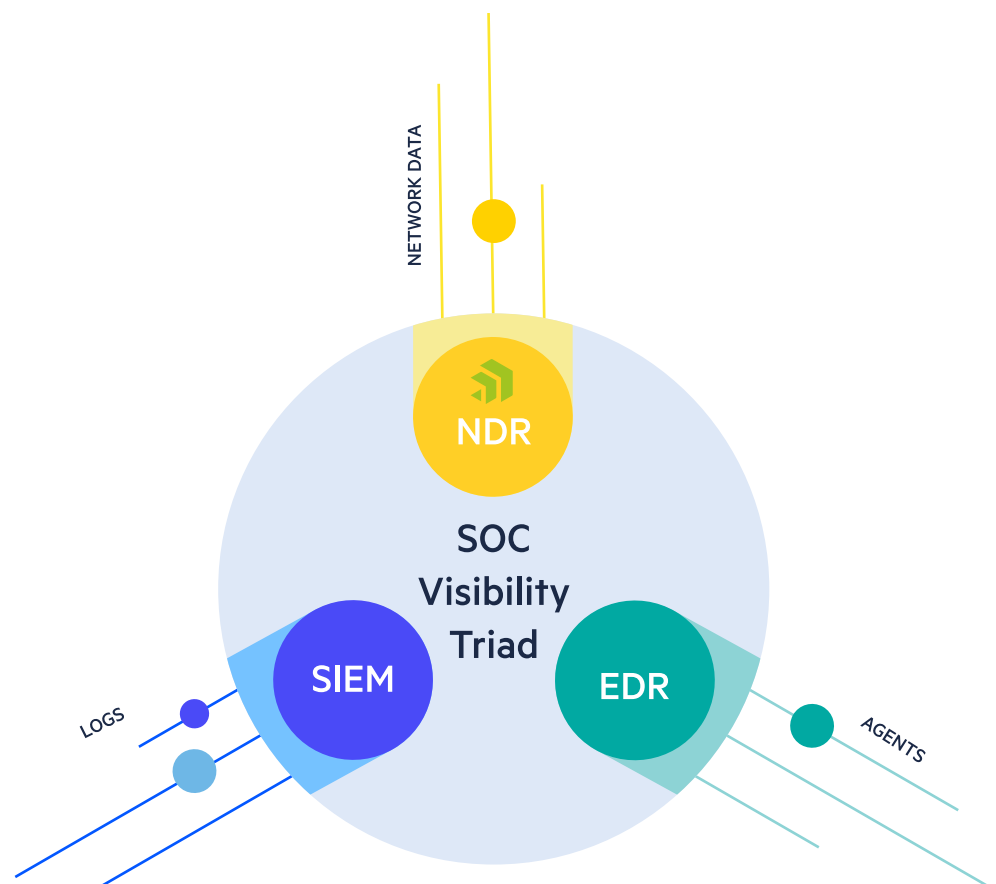 NETWORK DATA
NDR
SOC
Visibility
Triad
SIEM
EDR
LOGS
AGENTS